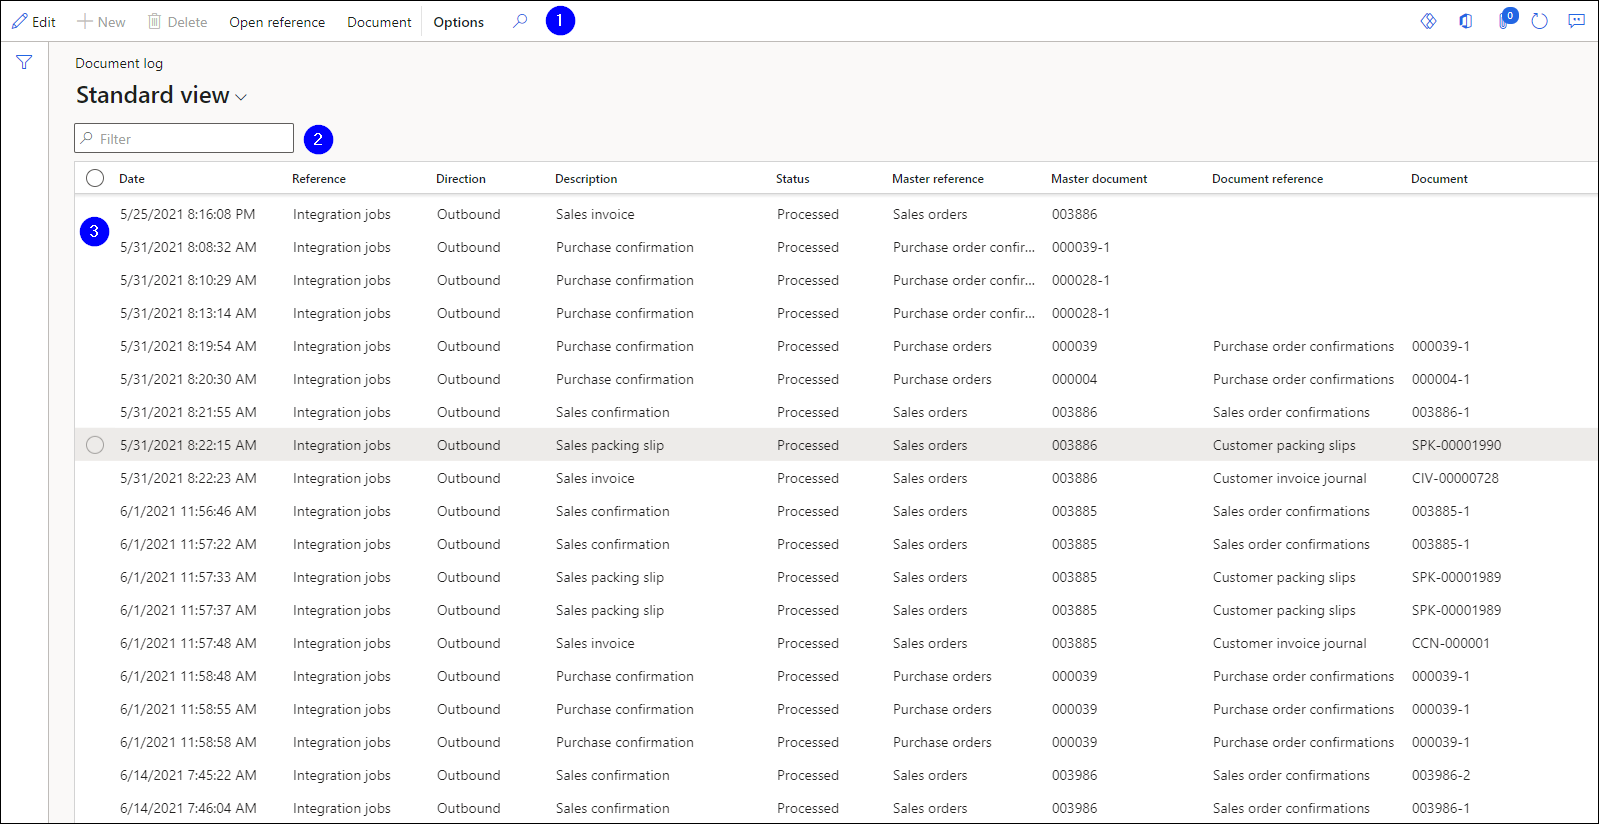 Edit New Delete Open reference Document Options 1 0
Document log
Standard view
Filter 2
Date Reference Direction Description Status Master reference Master document Document reference Document
5/25/2021 8:16:08 PM Integration jobs Outbound Sales invoice Processed Sales orders 003886
3
5/31/2021 8:08:32 AM Integration jobs Outbound Purchase confirmation Processed Purchase order confir... 000039-1
5/31/2021 8:10:29 AM Integration jobs Outbound Purchase confirmation Processed Purchase order confir... 000028-1
5/31/2021 8:13:14 AM Integration jobs Outbound Purchase confirmation Processed Purchase order confir... 000028-1
5/31/2021 8:19:54 AM Integration jobs Outbound Purchase confirmation Processed Purchase orders 000039 Purchase order confirmations 000039-1
5/31/2021 8:20:30 AM Integration jobs Outbound Purchase confirmation Processed Purchase orders 000004 Purchase order confirmations 000004-1
5/31/2021 8:21:55 AM Integration jobs Outbound Sales confirmation Processed Sales orders 003886 Sales order confirmations 003886-1
5/31/2021 8:22:15 AM Integration jobs Outbound Sales packing slip Processed Sales orders 003886 Customer packing slips SPK-00001990
5/31/2021 8:22:23 AM Integration jobs Outbound Sales invoice Processed Sales orders 003886 Customer invoice journal CIV-00000728
6/1/2021 11:56:46 AM Integration jobs Outbound Sales confirmation Processed Sales orders 003885 Sales order confirmations 003885-1
6/1/2021 11:57:22 AM Integration jobs Outbound Sales confirmation Processed Sales orders 003885 Sales order confirmations 003885-1
6/1/2021 11:57:33 AM Integration jobs Outbound Sales packing slip Processed Sales orders 003885 Customer packing slips SPK-00001989
6/1/2021 11:57:37 AM Integration jobs Outbound Sales packing slip Processed Sales orders 003885 Customer packing slips SPK-00001989
6/1/2021 11:57:48 AM Integration jobs Outbound Sales invoice Processed Sales orders 003885 Customer invoice journal CCN-000001
6/1/2021 11:58:48 AM Integration jobs Outbound Purchase confirmation Processed Purchase orders 000039 Purchase order confirmations 000039-1
6/1/2021 11:58:55 AM Integration jobs Outbound Purchase confirmation Processed Purchase orders 000039 Purchase order confirmations 000039-1
6/1/2021 11:58:58 AM Integration jobs Outbound Purchase confirmation Processed Purchase orders 000039 Purchase order confirmations 000039-1
6/14/2021 7:45:22 AM Integration jobs Outbound Sales confirmation Processed Sales orders 003986 Sales order confirmations 003986-2
6/14/2021 7:46:04 AM Integration jobs Outbound Sales confirmation Processed Sales orders 003986 Sales order confirmations 003986-1